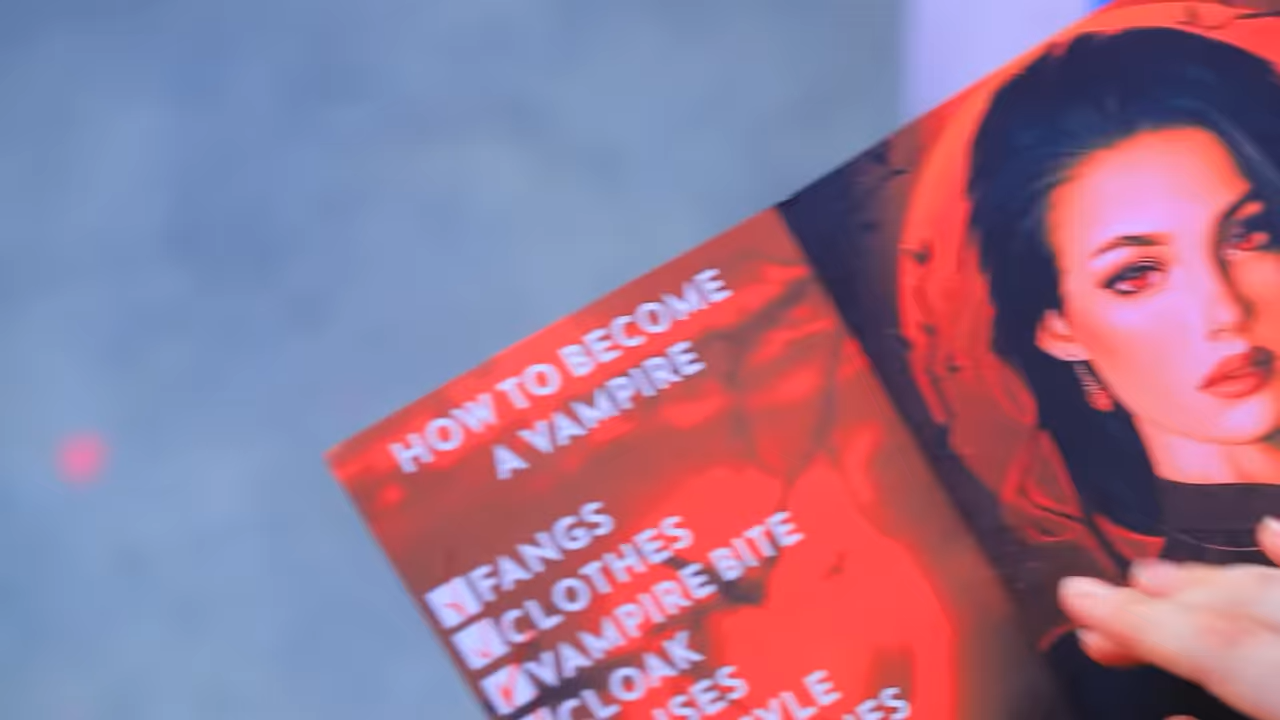 HOW TO BECOME
A VAMPIRE
FANGS
CLOTHES
VAMPIRE BITE
CLOAK